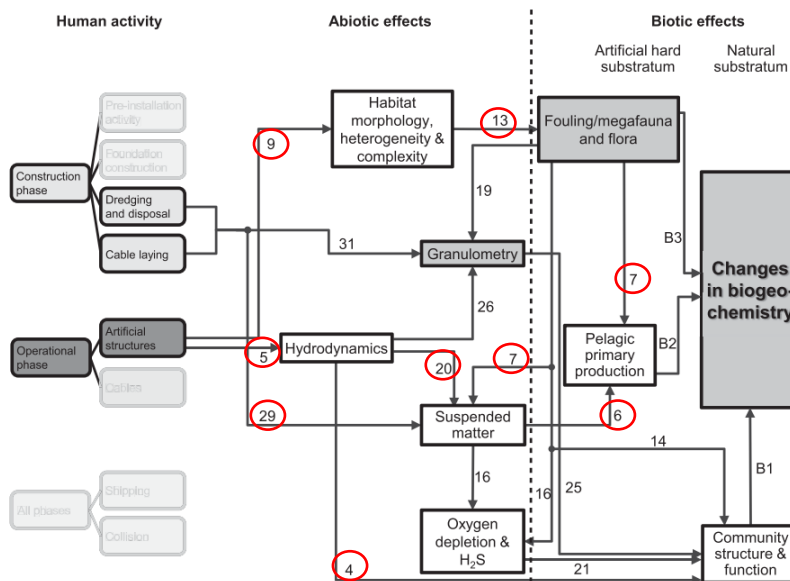 Human activity
Abiotic effects
Biotic effects
Artificial hard
substratum
Natural
substratum
Pre-installation
activity
Foundation
construction
Construction
phase
Dredging
and disposal
Cable laying
Operational
phase
Artificial
structures
Cables
All phases
Shipping
Collision
Habitat
morphology,
heterogeneity &
complexity
Fouling/megafauna
and flora
9
13
19
31
Granulometry
B3
7
Changes
in biogeo-
chemistry
26
5
Hydrodynamics
20
7
Pelagic
primary
production
B2
29
Suspended
matter
6
14
16
16
25
B1
Oxygen
depletion &
H₂S
Community
structure &
function
4
21